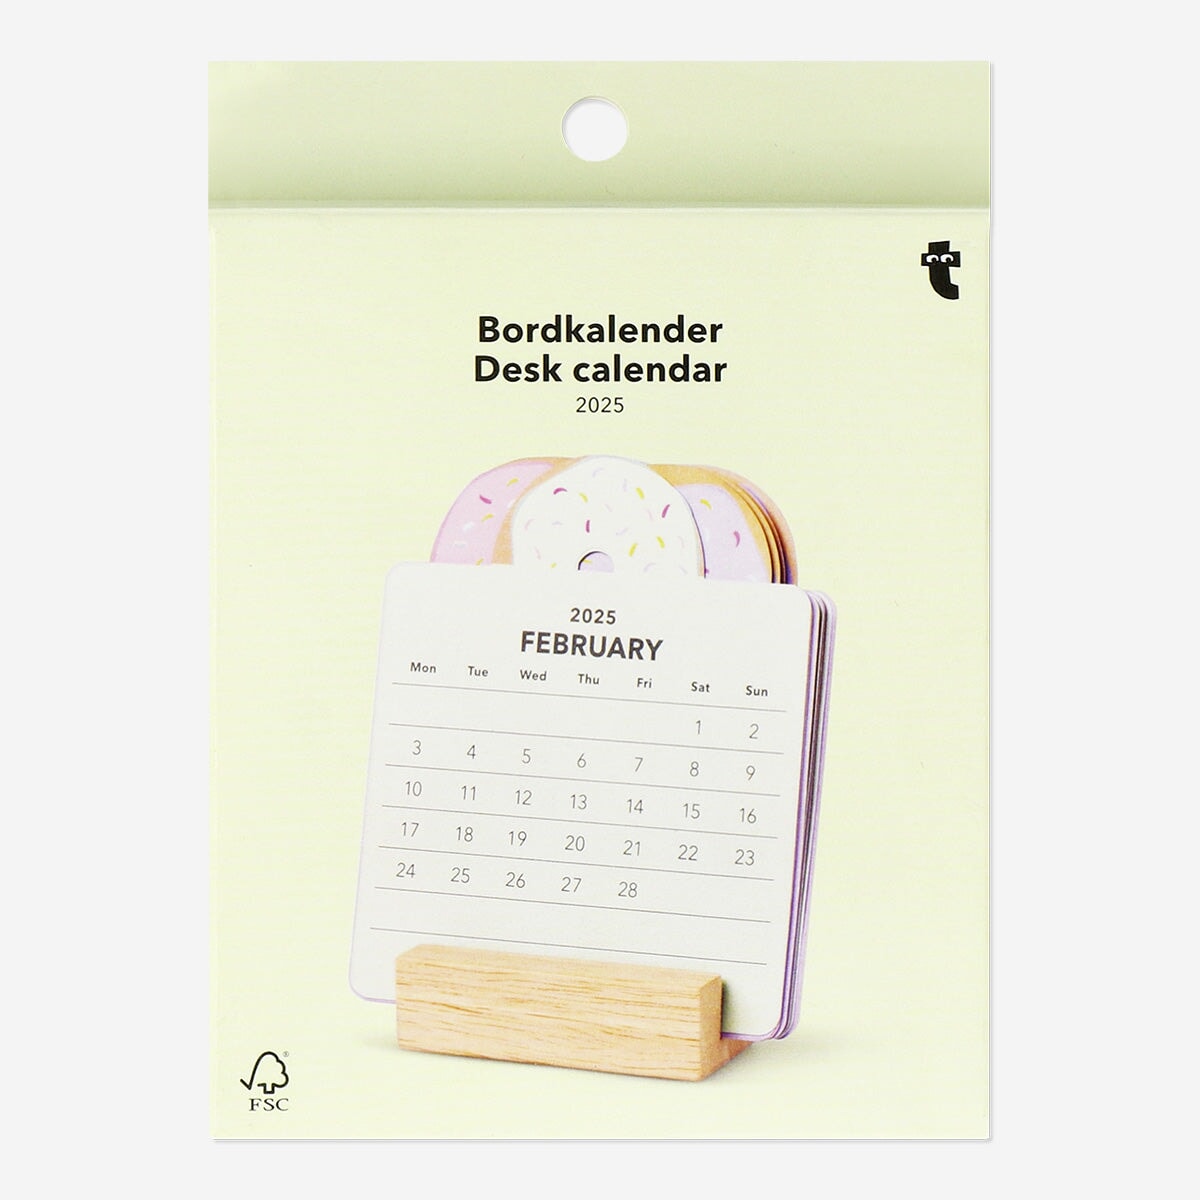 Bordkalender
Desk calendar
2025
2025
FEBRUARY
Mon Tue Wed Thu Fri Sat Sun
1 2
3 4 5 6 7 8 9
10 11 12 13 14 15 16
17 18 19 20 21 22 23
24 25 26 27 28
t
FSC®